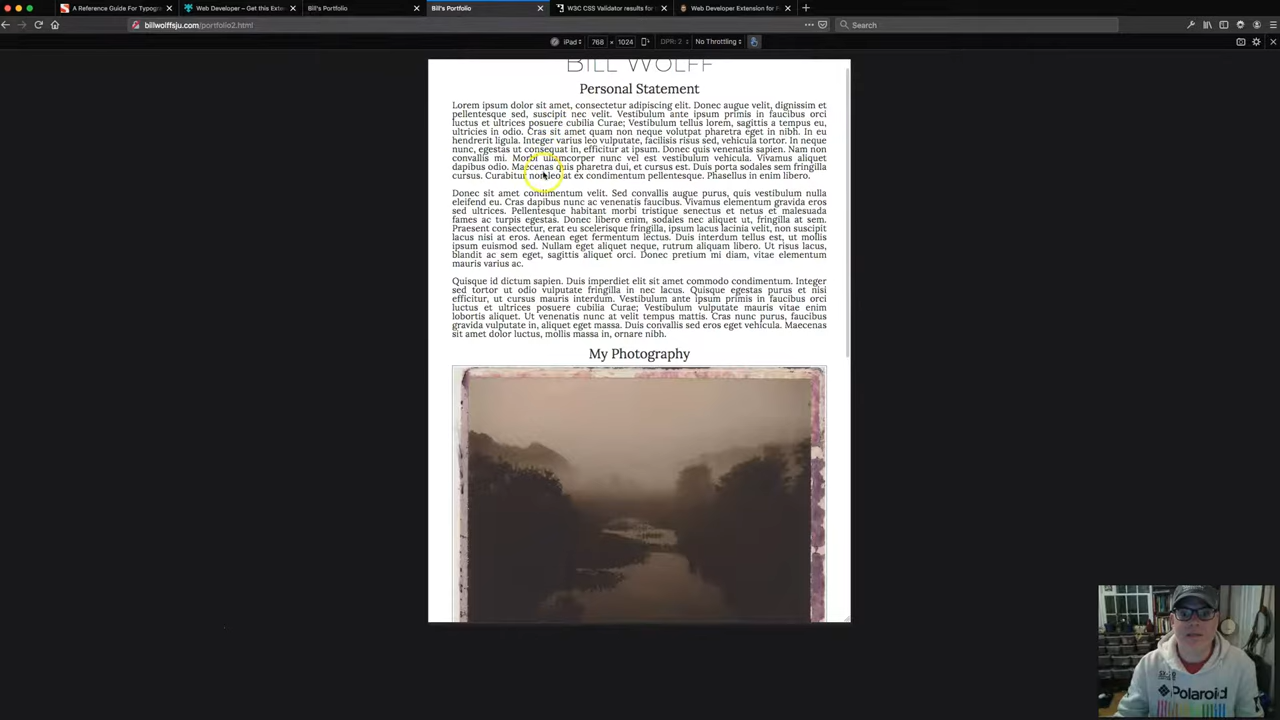 A Reference Guide For Typogra
Web Developer – Get this Exte
Bill's Portfolio
Bill's Portfolio
W3C CSS Validator results for
Web Developer Extension for F
billwolffsju.com/portfolio2.html
Search
iPad
768 × 1024
DPR: 2
No Throttling
BILL WOLFF
Personal Statement
Lorem ipsum dolor sit amet, consectetur adipiscing elit. Donec augue velit, dignissim et
pellentesque sed, suscipit nec velit. Vestibulum ante ipsum primis in faucibus orci
luctus et ultrices posuere cubilia Curae; Vestibulum tellus lorem, sagittis a tempus eu,
ultricies in odio. Cras sit amet quam non neque volutpat pharetra eget in nibh. In eu
hendrerit ligula. Integer varius leo vulputate, facilisis risus sed, vehicula tortor. In neque
nunc, egestas ut consequat in, efficitur at ipsum. Donec quis venenatis sapien. Nam non
convallis mi. Morbi ullamcorper nunc vel est vestibulum vehicula. Vivamus aliquet
dapibus odio. Maecenas quis pharetra dui, et cursus est. Duis porta sodales sem fringilla
cursus. Curabitur non leo at ex condimentum pellentesque. Phasellus in enim libero.
Donec sit amet condimentum velit. Sed convallis augue purus, quis vestibulum nulla
eleifend eu. Cras dapibus nunc ac venenatis faucibus. Vivamus elementum gravida eros
sed ultrices. Pellentesque habitant morbi tristique senectus et netus et malesuada
fames ac turpis egestas. Donec libero enim, sodales nec aliquet ut, fringilla at sem.
Praesent consectetur, erat eu scelerisque fringilla, ipsum lacus lacinia velit, non suscipit
lacus nisi at eros. Aenean eget fermentum lectus. Duis interdum tellus est, ut mollis
ipsum euismod sed. Nullam eget aliquet neque, rutrum aliquam libero. Ut risus lacus,
blandit ac sem eget, sagittis aliquet orci. Donec pretium mi diam, vitae elementum
mauris varius ac.
Quisque id dictum sapien. Duis imperdiet elit sit amet commodo condimentum. Integer
sed tortor ut odio vulputate fringilla in nec lacus. Quisque egestas purus et nisi
efficitur, ut cursus mauris interdum. Vestibulum ante ipsum primis in faucibus orci
luctus et ultrices posuere cubilia Curae; Vestibulum vulputate mauris vitae enim
lobortis aliquet. Ut venenatis nunc at velit tempus mattis. Cras nunc purus, faucibus
gravida vulputate in, aliquet eget massa. Duis convallis sed eros eget vehicula. Maecenas
sit amet dolor luctus, mollis massa in, ornare nibh.
My Photography
Polaroid